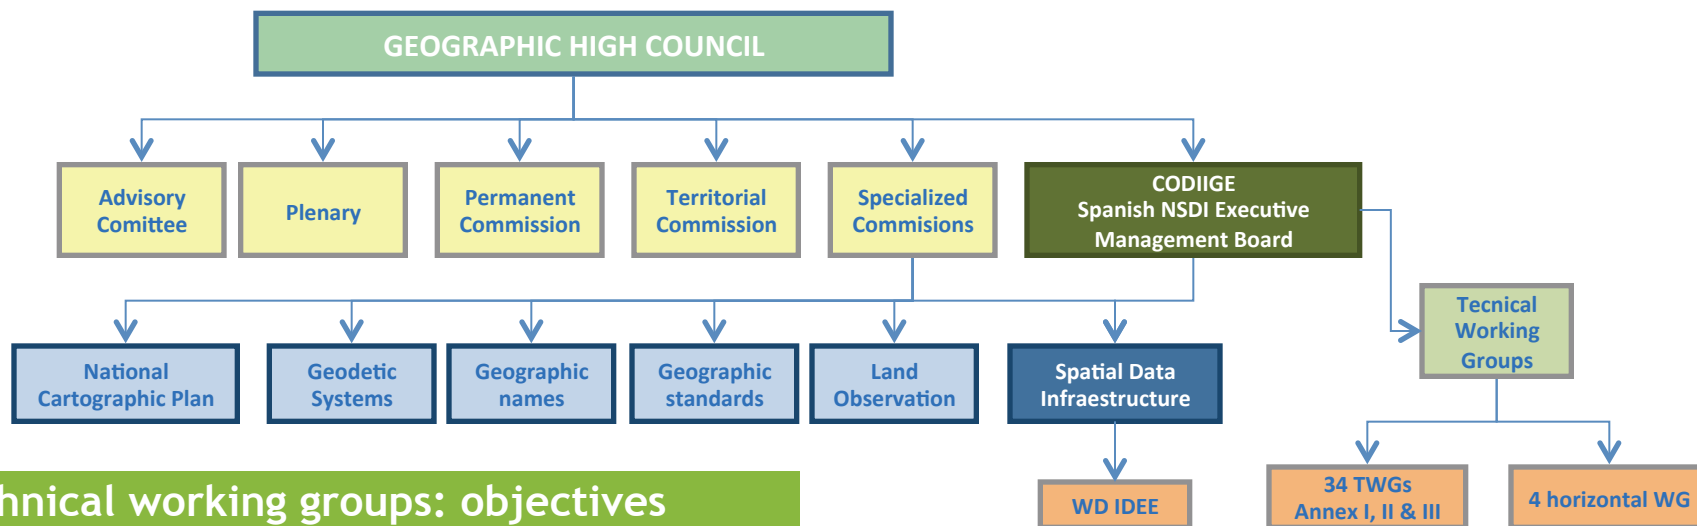 GEOGRAPHIC HIGH COUNCIL
Advisory
Comittee
Plenary
Permanent
Commission
Territorial
Commission
Specialized
Commisions
CODIIGE
Spanish NSDI Executive
Management Board
National
Cartographic Plan
Geodetic
Systems
Geographic
names
Geographic
standards
Land
Observation
Spatial Data
Infraestructure
Tecnical
Working
Groups
WD IDEE
34 TWGs
Annex I, II & III
4 horizontal WG
hnical working groups: objectives